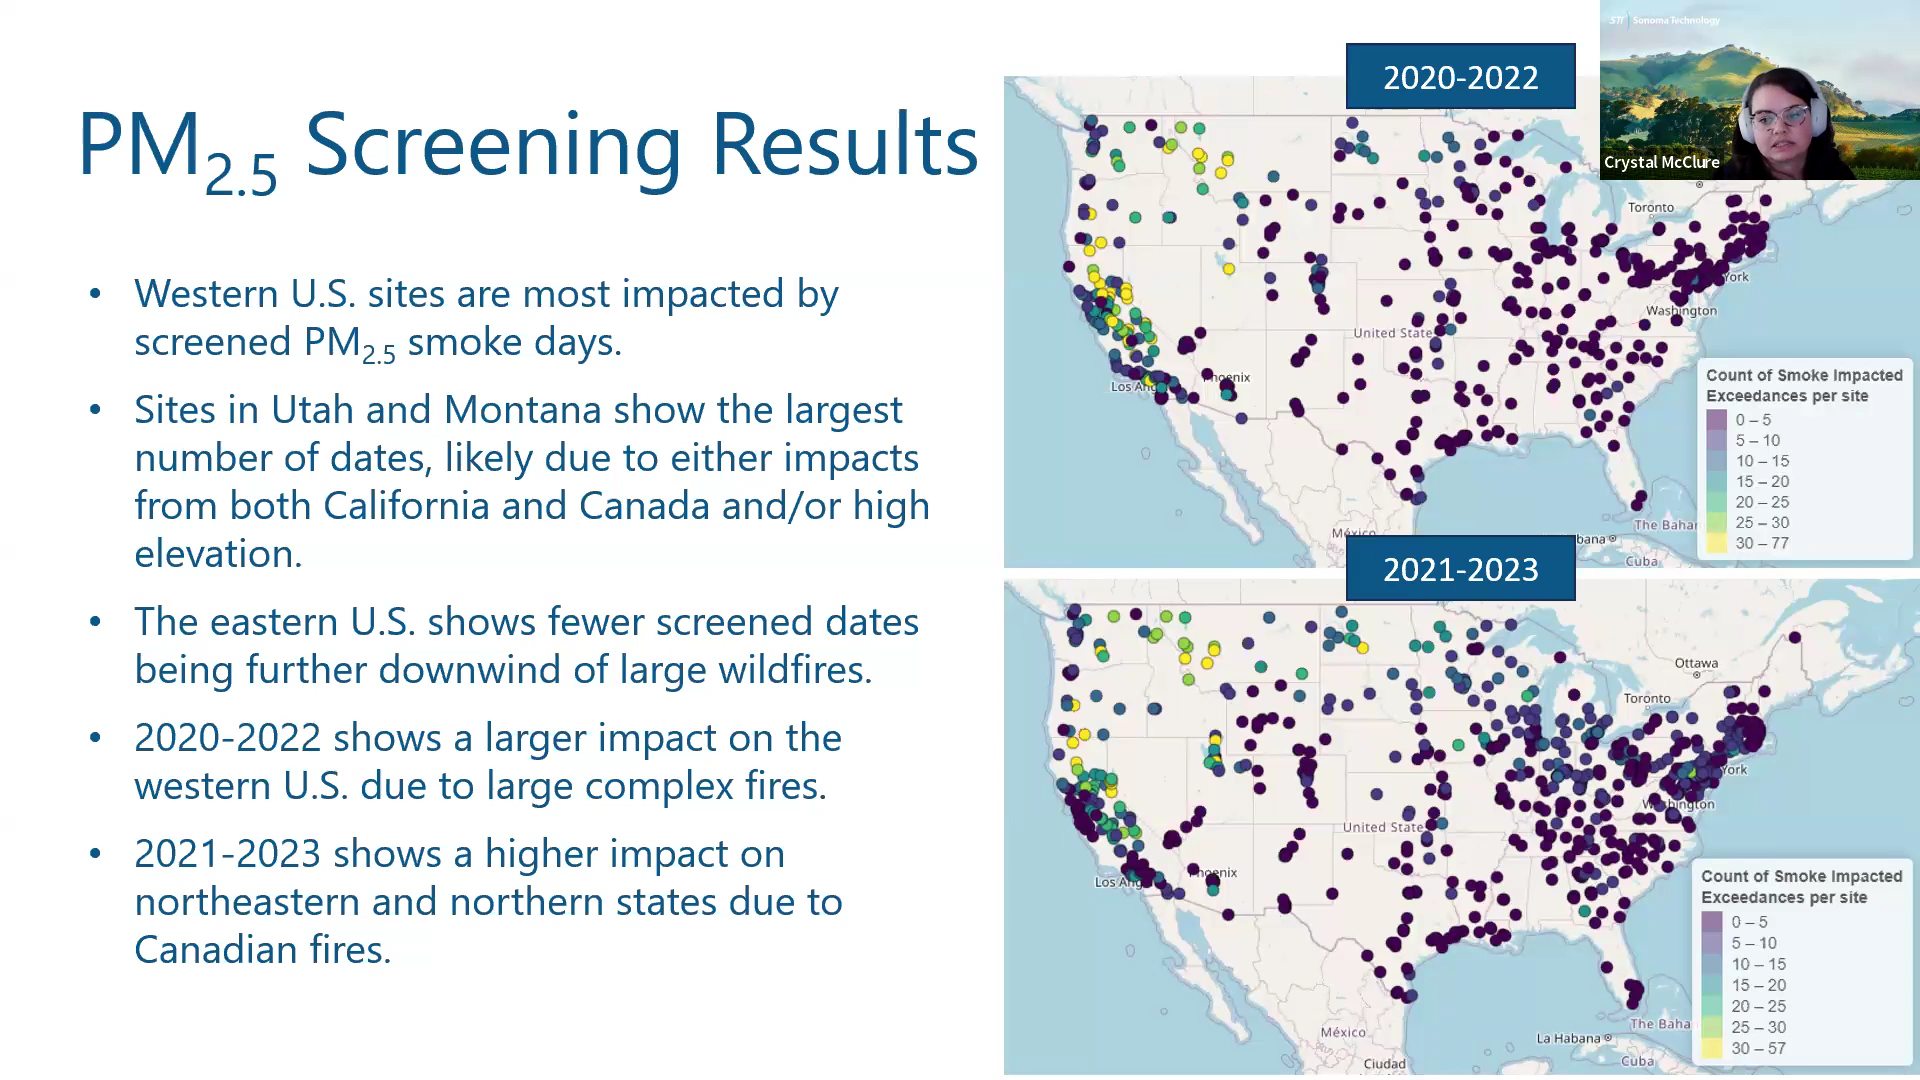 STI | Sonoma Technology
Crystal McClure
PM2.5 Screening Results
• Western U.S. sites are most impacted by
screened PM2.5 smoke days.
• Sites in Utah and Montana show the largest
number of dates, likely due to either impacts
from both California and Canada and/or high
elevation.
• The eastern U.S. shows fewer screened dates
being further downwind of large wildfires.
• 2020-2022 shows a larger impact on the
western U.S. due to large complex fires.
• 2021-2023 shows a higher impact on
northeastern and northern states due to
Canadian fires.
2020-2022
Toronto
York
Washington
United State
Phoenix
Los Ang
The Bahar
México
bana
Cuba
Count of Smoke Impacted
Exceedances per site
0 – 5
5 – 10
10 – 15
15 – 20
20 – 25
25 – 30
30 – 77
2021-2023
Ottawa
Toronto
York
Washington
United State
Phoenix
Los Ang
The Baha
La Habana
México
Cuba
Ciudad
Count of Smoke Impacted
Exceedances per site
0 – 5
5 – 10
10 – 15
15 – 20
20 – 25
25 – 30
30 – 57